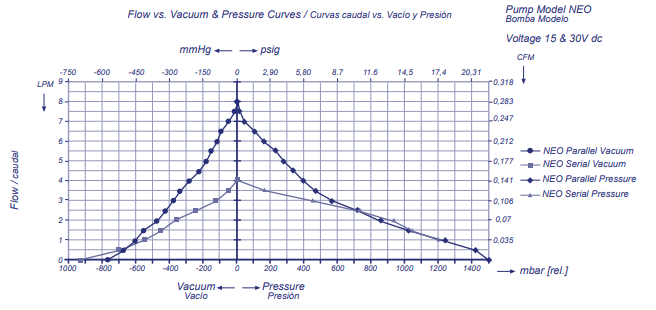 Flow vs. Vacuum & Pressure Curves / Curvas caudal vs. Vacío y Presión
Pump Model NEO
Bomba Modelo
Voltage 15 & 30V dc
mmHg psig
CFM
LPM
-750 -600 -450 -300 -150 0 2,90 5,80 8,7 11.6 14,5 17,4 20,31
9 0,318
8 0,283
7 0,247
6 0,212
5 0,177
4 0,141
3 0,106
2 0,07
1 0.035
0
Flow / caudal
NEO Parallel Vacuum
NEO Serial Vacuum
NEO Parallel Pressure
NEO Serial Pressure
1000 -800 -600 -400 -200 0 200 400 600 800 1000 1200 1400
mbar [rel.]
Vacuum Pressure
Vacío Presión